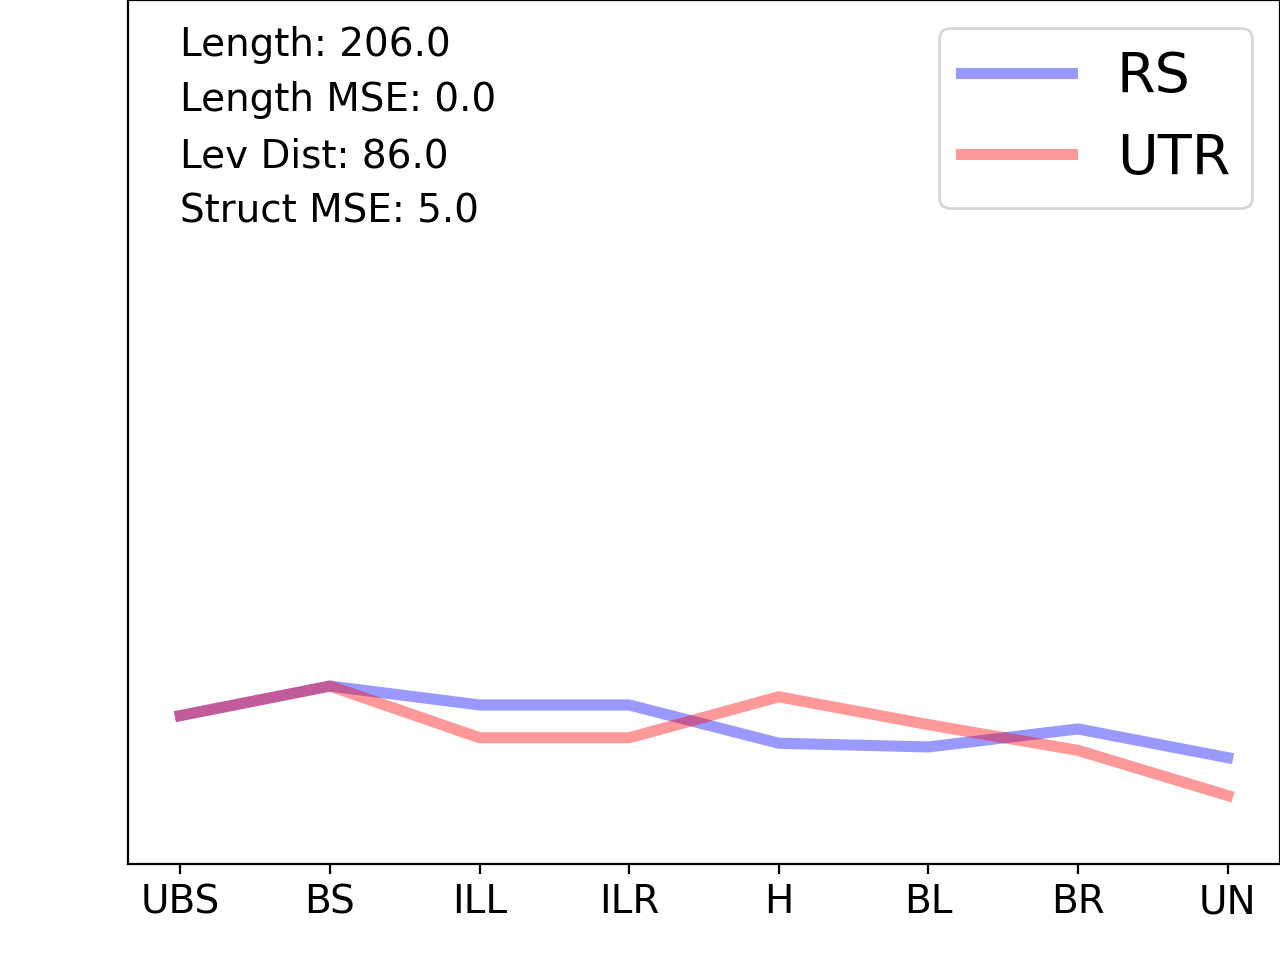 Length: 206.0
Length MSE: 0.0
Lev Dist: 86.0
Struct MSE: 5.0
RS
UTR
UBS BS ILL ILR H BL BR UN